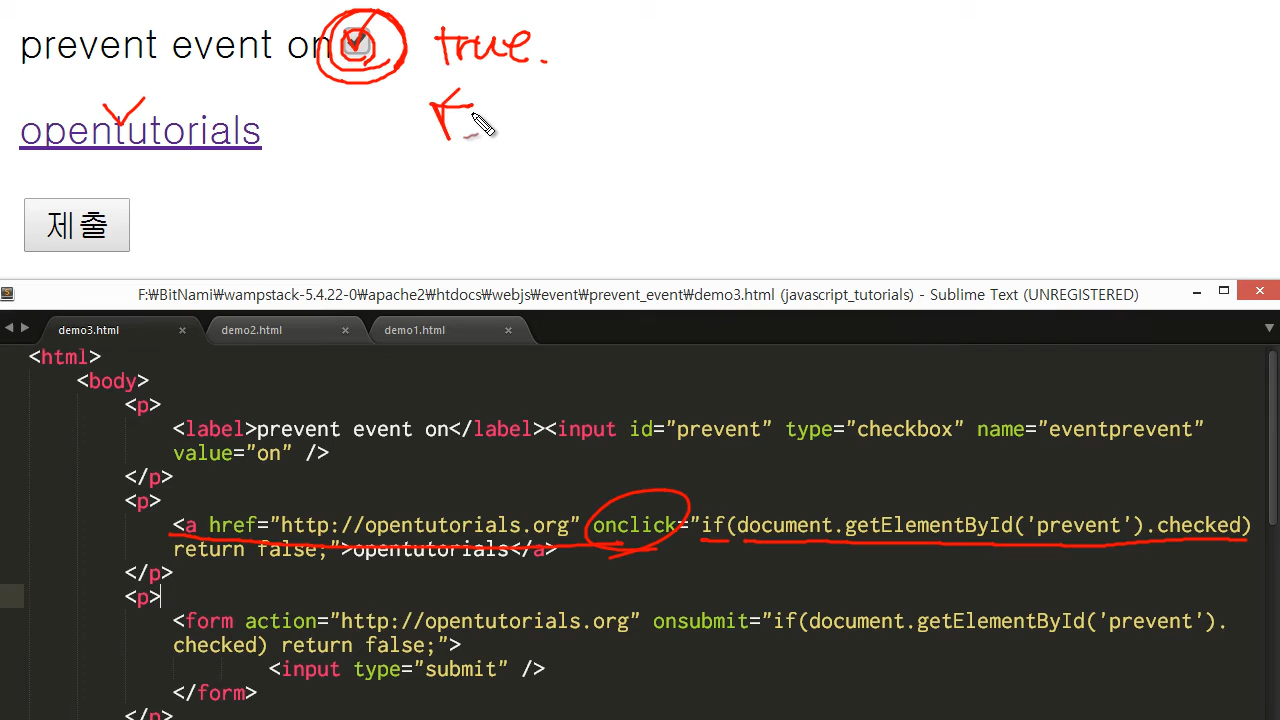 prevent event on true.
opentutorials
제출
F:₩BitNami₩wampstack-5.4.22-0₩apache2₩htdocs₩webjs₩event₩prevent_event₩demo3.html (javascript_tutorials) - Sublime Text (UNREGISTERED)
demo3.html × demo2.html × demo1.html ×
<html>
<body>
<p>
<label>prevent event on</label><input id="prevent" type="checkbox" name="eventprevent"
value="on" />
</p>
<p>
<a href="http://opentutorials.org" onclick="if(document.getElementById('prevent').checked)
return false;">opentutorials</a>
</p>
<p>
<form action="http://opentutorials.org" onsubmit="if(document.getElementById('prevent').
checked) return false;">
<input type="submit" />
</form>
</p>